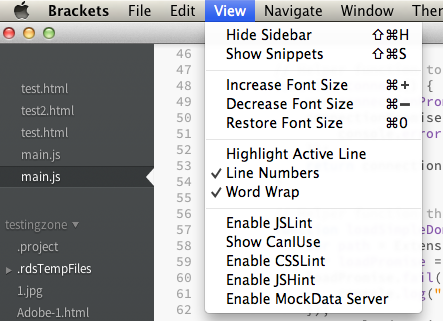 Brackets File Edit View Navigate Window
Hide Sidebar ⇧⌘H
Show Snippets ⇧⌘S
Increase Font Size ⌘+
Decrease Font Size ⌘−
Restore Font Size ⌘0
Highlight Active Line
✓ Line Numbers
✓ Word Wrap
Enable JSLint
Show CanIUse
Enable CSSLint
Enable JSHint
Enable MockData Server
test.html
test2.html
test.html
main.js
main.js
testingzone
.project
.rdsTempFiles
1.jpg
Adobe-1.html
46
47
48
49
50
51
52
53
54
55
56
57
58
59
60
61
62